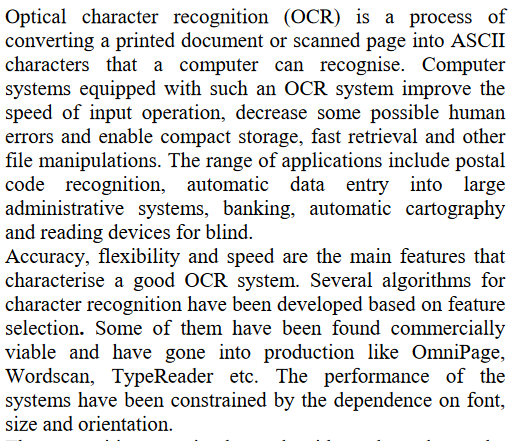 Optical character recognition (OCR) is a process of
converting a printed document or scanned page into ASCII
characters that a computer can recognise. Computer
systems equipped with such an OCR system improve the
speed of input operation, decrease some possible human
errors and enable compact storage, fast retrieval and other
file manipulations. The range of applications include postal
code recognition, automatic data entry into large
administrative systems, banking, automatic cartography
and reading devices for blind.
Accuracy, flexibility and speed are the main features that
characterise a good OCR system. Several algorithms for
character recognition have been developed based on feature
selection. Some of them have been found commercially
viable and have gone into production like OmniPage,
Wordscan, TypeReader etc. The performance of the
systems have been constrained by the dependence on font,
size and orientation.